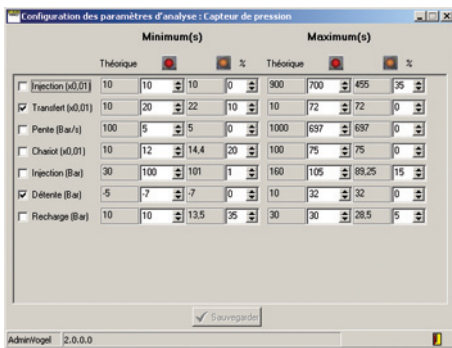 Configuration des paramètres d'analyse : Capteur de pression
Minimum(s) Maximum(s)
Théorique % Théorique %
Injection (x0,01) 10 10 10 0 900 700 455 35
Transfert (x0,01) 10 20 22 10 10 72 72 0
Pente (Bar/s) 100 5 5 0 1000 697 697 0
Chariot (x0,01) 10 12 14,4 20 100 75 75 0
Injection (Bar) 30 100 101 1 160 105 89,25 15
Détente (Bar) -5 -7 -7 0 10 32 32 0
Recharge (Bar) 10 10 13,5 35 30 30 28,5 5
Sauvegarder
AdminVogel 2.0.0.0